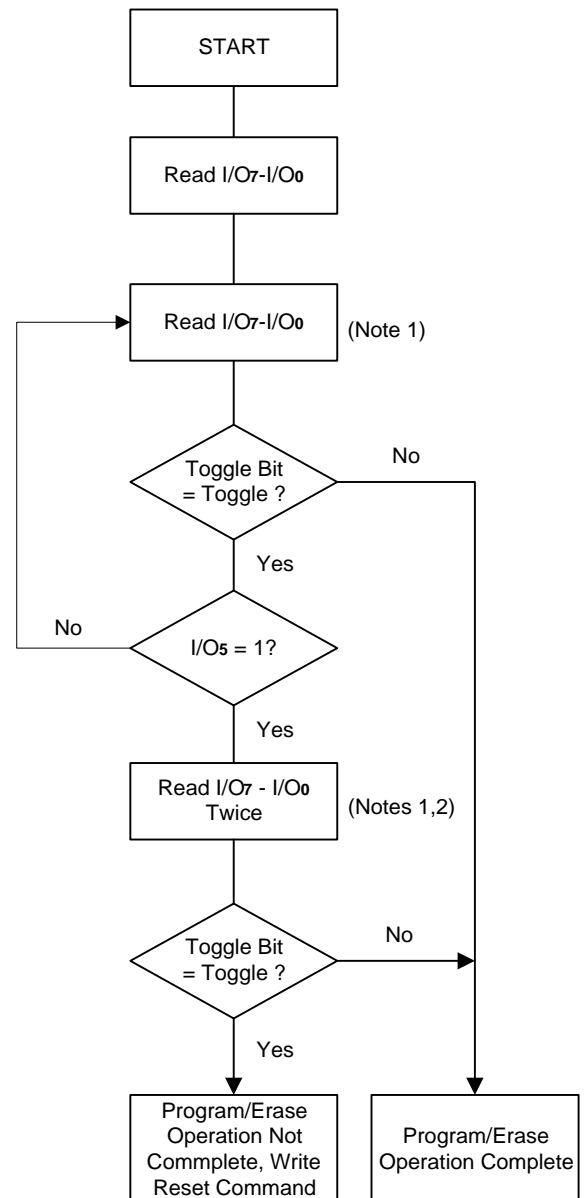 START
Read I/O7-I/O0
Read I/O7-I/O0
(Note 1)
Toggle Bit
= Toggle ?
No
Yes
No
I/O5 = 1?
Yes
Read I/O7 - I/O0
Twice
(Notes 1,2)
Toggle Bit
= Toggle ?
No
Yes
Program/Erase
Operation Not
Commplete, Write
Reset Command
Program/Erase
Operation Complete